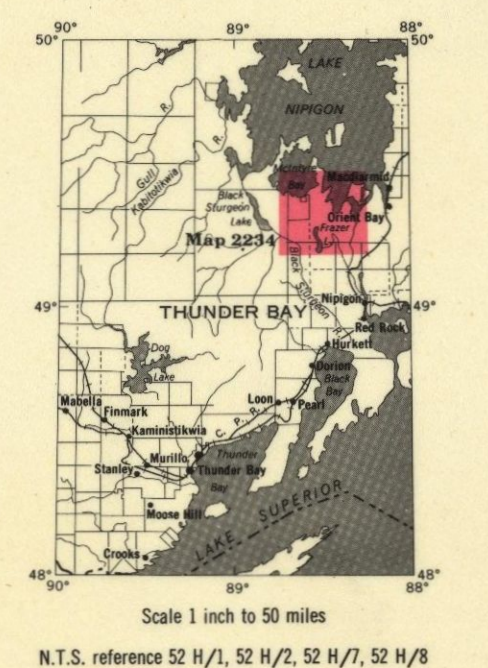 90°
89°
88°
50°
50°
LAKE
NIPIGON
R.
R.
Gull
Kabitotikwia
McIntyre
Bay
Macdiarmid
Black
Sturgeon
Lake
Orient Bay
Frazer
L.
Map 2234
Black Sturgeon R.
Nipigon
49°
49°
THUNDER BAY
Red Rock
Hurkett
Dog
Lake
Dorion
Black
Bay
Mabella
Loon
Pearl
Finmark
Kaministikwia
C. P. R.
Murillo
Thunder
Bay
Stanley
Thunder Bay
Moose Hill
LAKE SUPERIOR
Crooks
48°
48°
90°
89°
88°
Scale 1 inch to 50 miles
N.T.S. reference 52 H/1, 52 H/2, 52 H/7, 52 H/8